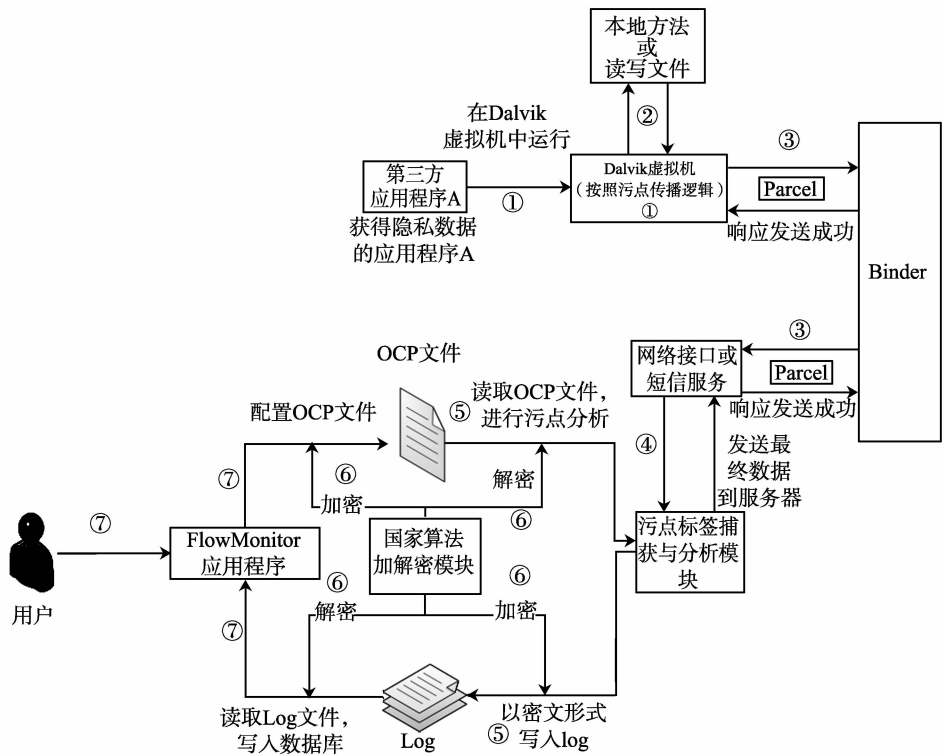 本地方法
或
读写文件
在Dalvik
虚拟机中运行
②
③
第三方
应用程序A
①
Dalvik虚拟机
（按照污点传播逻辑）
①
Parcel
响应发送成功
获得隐私数据
的应用程序A
Binder
③
网络接口或
短信服务
Parcel
响应发送成功
OCP文件
配置OCP文件
⑤
读取OCP文件，
进行污点分析
④
发送最
终数据
到服务器
⑦
⑥
加密
解密
⑥
⑦
FlowMonitor
应用程序
国家算法
加解密模块
污点标签捕
获与分析模
块
用户
⑥
解密
⑥
加密
⑦
读取Log文件，
写入数据库
Log
⑤
以密文形式
写入log